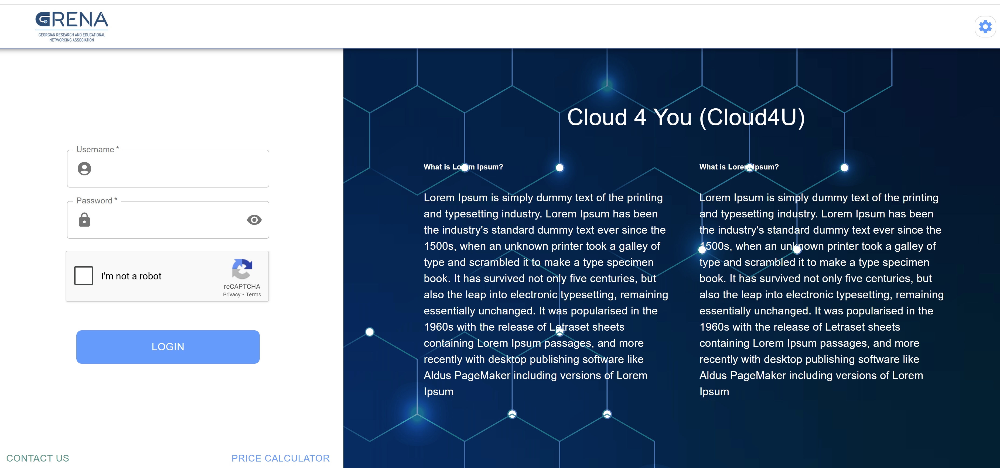 GRENA
GEORGIAN RESEARCH AND EDUCATIONAL
NETWORKING ASSOCIATION
Username *
Password *
I'm not a robot
reCAPTCHA
Privacy - Terms
LOGIN
CONTACT US
PRICE CALCULATOR
Cloud 4 You (Cloud4U)
What is Lorem Ipsum?
Lorem Ipsum is simply dummy text of the printing
and typesetting industry. Lorem Ipsum has been
the industry's standard dummy text ever since the
1500s, when an unknown printer took a galley of
type and scrambled it to make a type specimen
book. It has survived not only five centuries, but
also the leap into electronic typesetting, remaining
essentially unchanged. It was popularised in the
1960s with the release of Letraset sheets
containing Lorem Ipsum passages, and more
recently with desktop publishing software like
Aldus PageMaker including versions of Lorem
Ipsum
What is Lorem Ipsum?
Lorem Ipsum is simply dummy text of the printing
and typesetting industry. Lorem Ipsum has been
the industry's standard dummy text ever since the
1500s, when an unknown printer took a galley of
type and scrambled it to make a type specimen
book. It has survived not only five centuries, but
also the leap into electronic typesetting, remaining
essentially unchanged. It was popularised in the
1960s with the release of Letraset sheets
containing Lorem Ipsum passages, and more
recently with desktop publishing software like
Aldus PageMaker including versions of Lorem
Ipsum